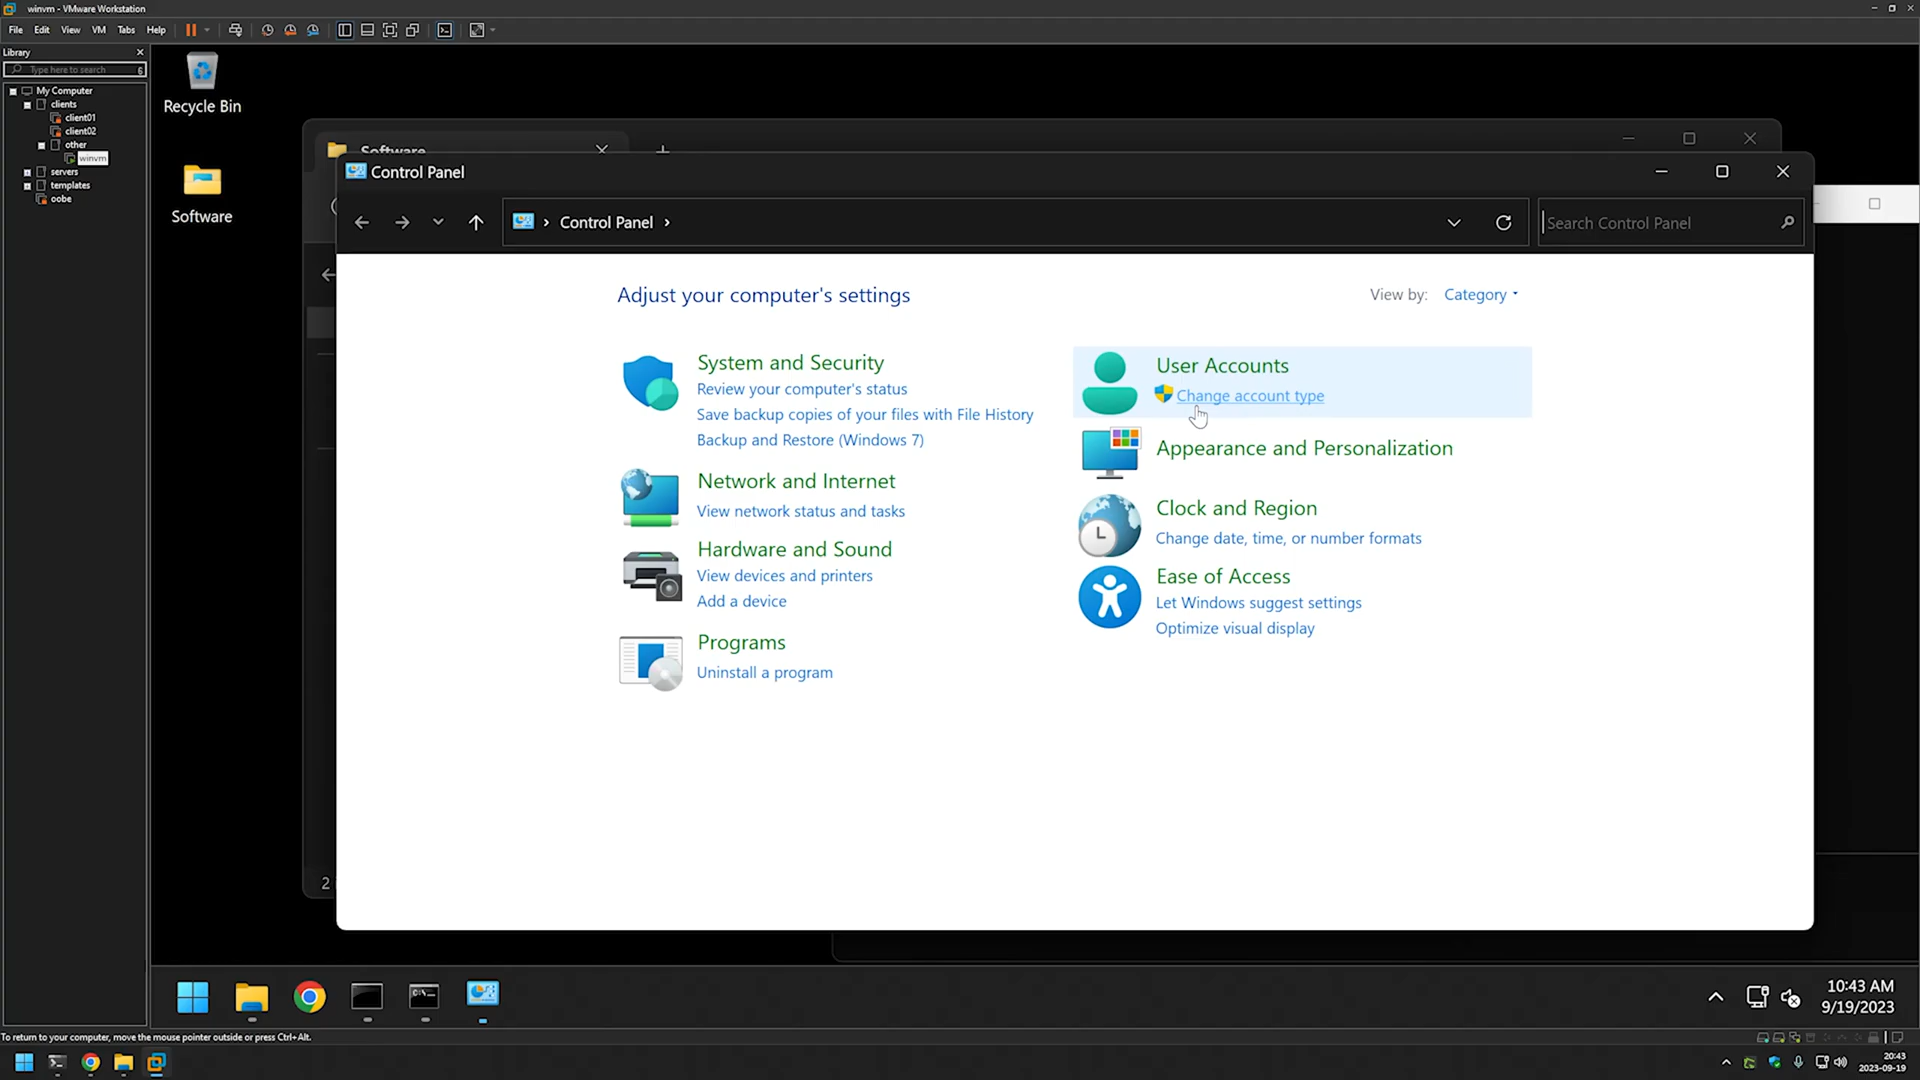 winvm - VMware Workstation
File Edit View VM Tabs Help
Library
Type here to search
My Computer
clients
client01
client02
other
winvm
servers
templates
oobe
Recycle Bin
Software
Software
Control Panel
Control Panel
Search Control Panel
Adjust your computer's settings
View by: Category
System and Security
Review your computer's status
Save backup copies of your files with File History
Backup and Restore (Windows 7)
Network and Internet
View network status and tasks
Hardware and Sound
View devices and printers
Add a device
Programs
Uninstall a program
User Accounts
Change account type
Appearance and Personalization
Clock and Region
Change date, time, or number formats
Ease of Access
Let Windows suggest settings
Optimize visual display
2
10:43 AM
9/19/2023
To return to your computer, move the mouse pointer outside or press Ctrl+Alt.
20:43
2023-09-19